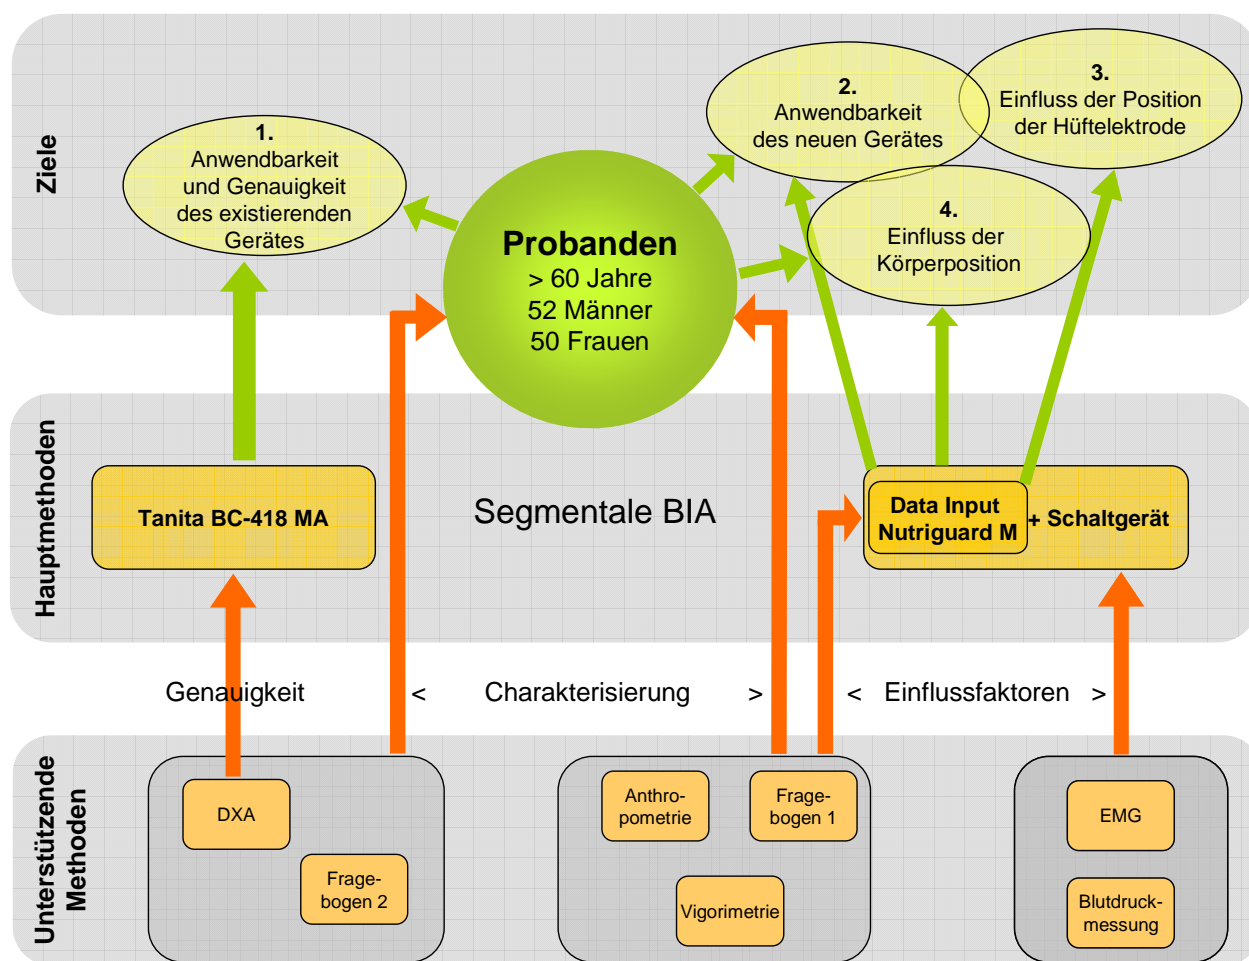 Ziele
1.
Anwendbarkeit
und Genauigkeit
des existierenden
Gerätes
Probanden
> 60 Jahre
52 Männer
50 Frauen
2.
Anwendbarkeit
des neuen Gerätes
3.
Einfluss der Position
der Hüftelektrode
4.
Einfluss der
Körperposition
Hauptmethoden
Tanita BC-418 MA
Segmentale BIA
Data Input
Nutriguard M
+ Schaltgerät
Genauigkeit
< Charakterisierung >
< Einflussfaktoren >
Unterstützende
Methoden
DXA
Frage-
bogen 2
Anthro-
pometrie
Frage-
bogen 1
Vigorimetrie
EMG
Blutdruck-
messung